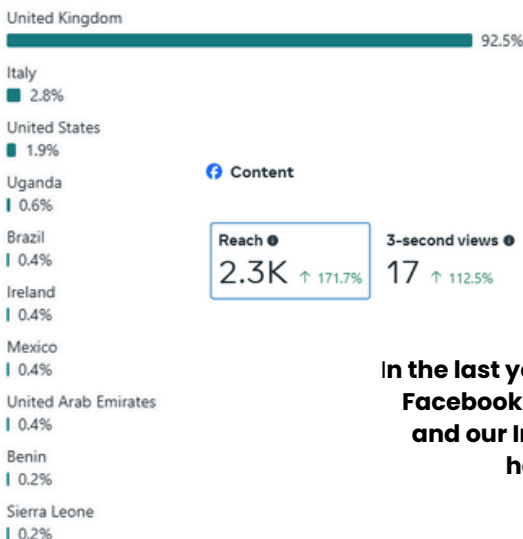 United Kingdom
92.5%
Italy
2.8%
United States
1.9%
Uganda
0.6%
Brazil
0.4%
Ireland
0.4%
Mexico
0.4%
United Arab Emirates
0.4%
Benin
0.2%
Sierra Leone
0.2%
Content
Reach
2.3K ↑ 171.7%
3-second views
17 ↑ 112.5%
In the last
Facebook
and our